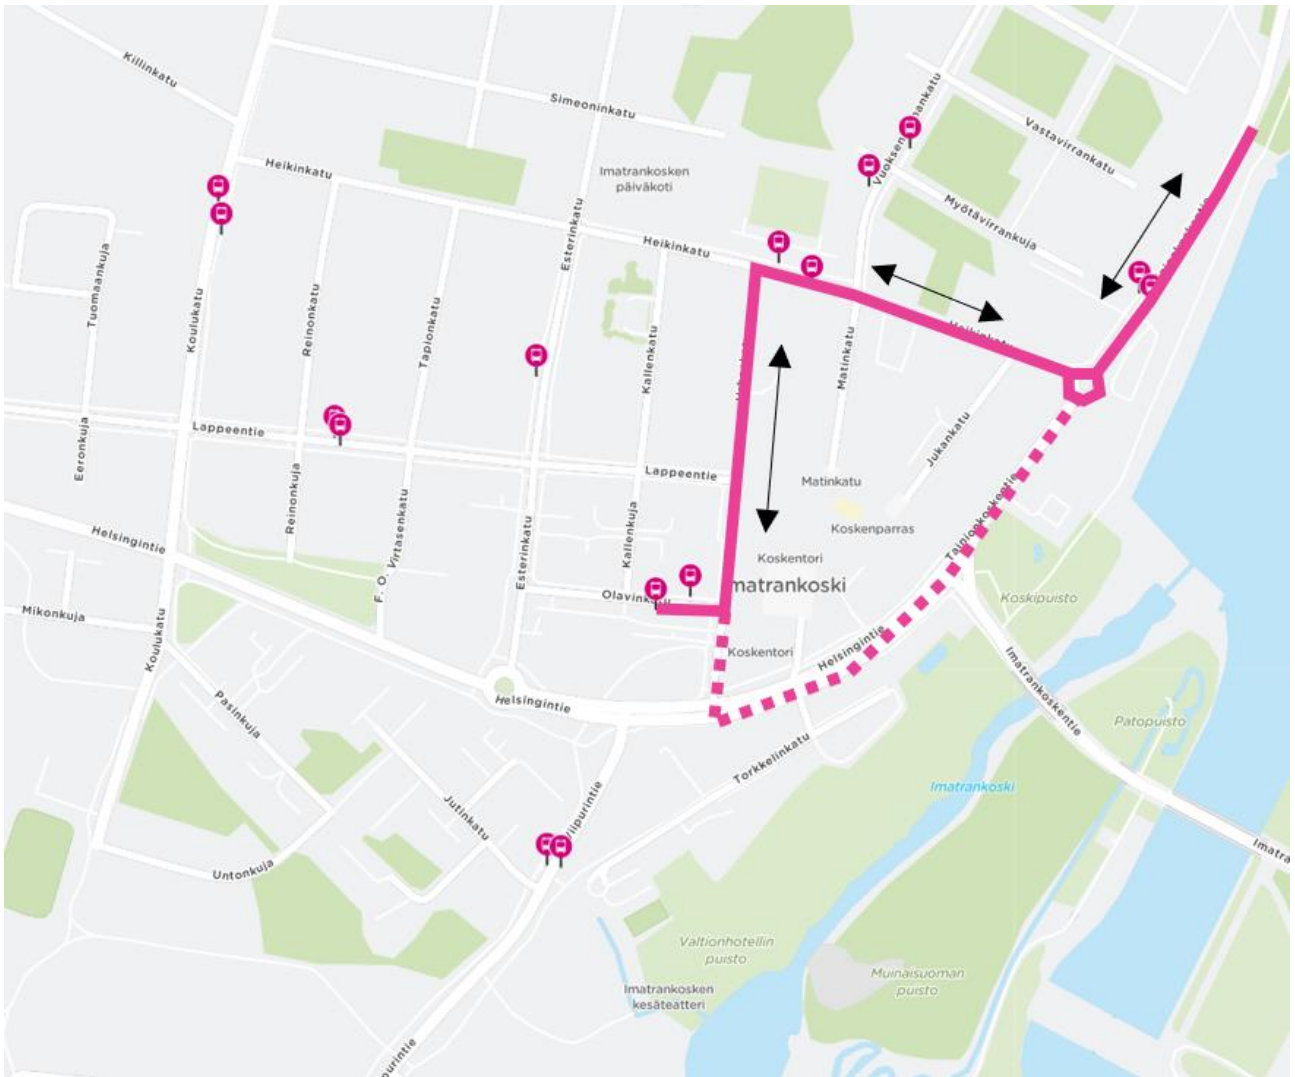 Killinkatu
Simeoninkatu
Vastavirrankatu
Heikinkatu
Imatrankosken
päiväkoti
Myötävirrankuja
Heikinkatu
Esterinkatu
Tuomaankuja
Koulukatu
Reinonkatu
Tapionkatu
Kallenkatu
Matinkatu
Jukankatu
Lappeentie
Lappeentie
Eeronkuja
Reinonkuja
F. O. Virtasenkatu
Esterinkatu
Kallenkuja
Matinkatu
Koskenparras
Koskentori
Helsingintie
Olavinkatu
Koskipuisto
Mikonkuja
Koulukatu
Koskentori
Helsingintie
Imatrankoskentie
Helsingintie
Pasinkuja
Patopuisto
Torkkelinkatu
Imatrankoski
Jutinkatu
Untonkuja
Valtionhotellin
puisto
Muinaisuoman
puisto
Imatrankosken
kesäteatteri